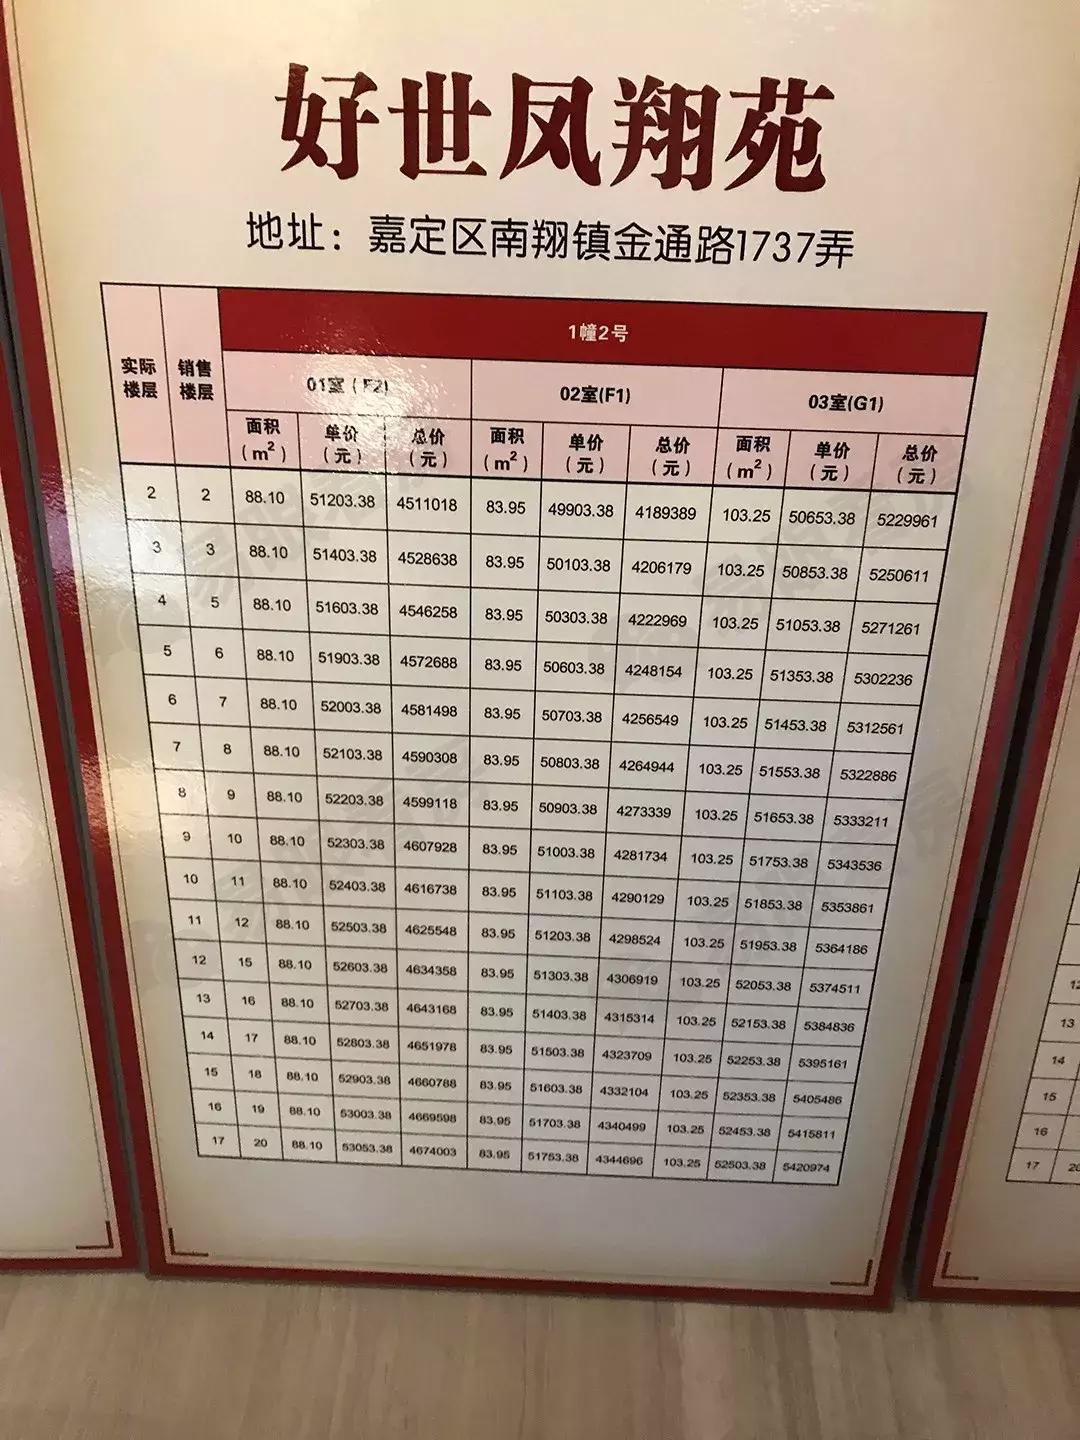 好世凤翔苑
地址：嘉定区南翔镇金通路1737弄
实际楼层 销售楼层 1幢2号
01室(F2) 02室(F1) 03室(G1)
面积(m²) 单价(元) 总价(元) 面积(m²) 单价(元) 总价(元) 面积(m²) 单价(元) 总价(元)
2 2 88.10 51203.38 4511018 83.95 49903.38 4189389 103.25 50653.38 5229961
3 3 88.10 51403.38 4528638 83.95 50103.38 4206179 103.25 50853.38 5250611
4 5 88.10 51603.38 4546258 83.95 50303.38 4222969 103.25 51053.38 5271261
5 6 88.10 51903.38 4572688 83.95 50603.38 4248154 103.25 51353.38 5302236
6 7 88.10 52003.38 4581498 83.95 50703.38 4256549 103.25 51453.38 5312561
7 8 88.10 52103.38 4590308 83.95 50803.38 4264944 103.25 51553.38 5322886
8 9 88.10 52203.38 4599118 83.95 50903.38 4273339 103.25 51653.38 5333211
9 10 88.10 52303.38 4607928 83.95 51003.38 4281734 103.25 51753.38 5343536
10 11 88.10 52403.38 4616738 83.95 51103.38 4290129 103.25 51853.38 5353861
11 12 88.10 52503.38 4625548 83.95 51203.38 4298524 103.25 51953.38 5364186
12 15 88.10 52603.38 4634358 83.95 51303.38 4306919 103.25 52053.38 5374511
13 16 88.10 52703.38 4643168 83.95 51403.38 4315314 103.25 52153.38 5384836
14 17 88.10 52803.38 4651978 83.95 51503.38 4323709 103.25 52253.38 5395161
15 18 88.10 52903.38 4660788 83.95 51603.38 4332104 103.25 52353.38 5405486
16 19 88.10 53003.38 4669598 83.95 51703.38 4340499 103.25 52453.38 5415811
17 20 88.10 53053.38 4674003 83.95 51753.38 4344696 103.25 52503.38 5420974
12
13
14
15
16
17